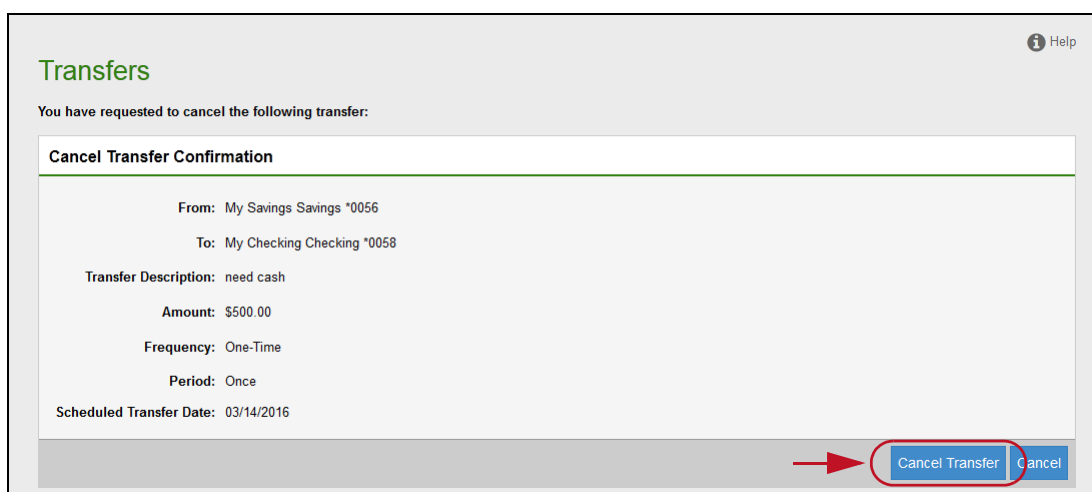 Help
Transfers
You have requested to cancel the following transfer:
Cancel Transfer Confirmation
From: My Savings Savings *0056
To: My Checking Checking *0058
Transfer Description: need cash
Amount: $500.00
Frequency: One-Time
Period: Once
Scheduled Transfer Date: 03/14/2016
Cancel Transfer Cancel